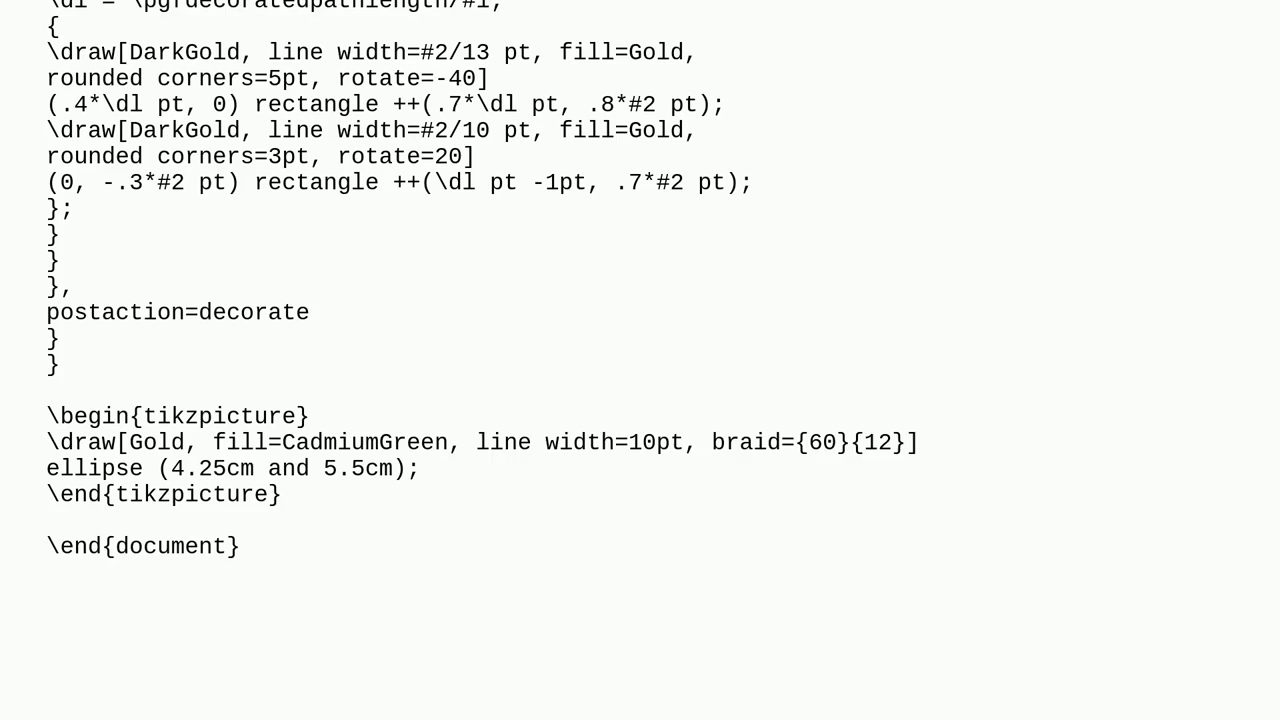 \dl = \pgfdecoratedpathlength/#1;
{
\draw[DarkGold, line width=#2/13 pt, fill=Gold,
rounded corners=5pt, rotate=-40]
(.4*\dl pt, 0) rectangle ++(.7*\dl pt, .8*#2 pt);
\draw[DarkGold, line width=#2/10 pt, fill=Gold,
rounded corners=3pt, rotate=20]
(0, -.3*#2 pt) rectangle ++(\dl pt -1pt, .7*#2 pt);
};
}
}
},
postaction=decorate
}
}
\begin{tikzpicture}
\draw[Gold, fill=CadmiumGreen, line width=10pt, braid={60}{12}]
ellipse (4.25cm and 5.5cm);
\end{tikzpicture}
\end{document}